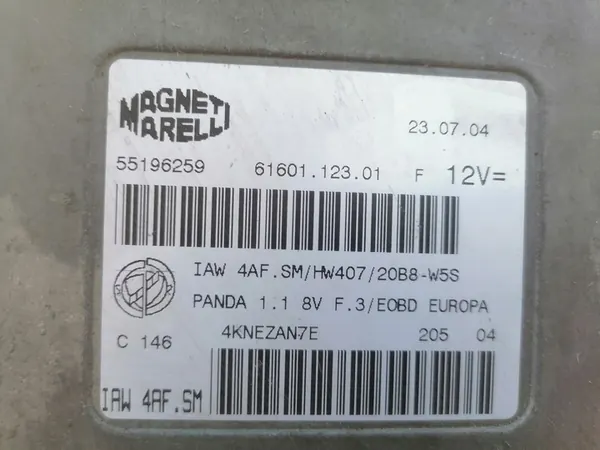 MAGNETI
MARELLI
23.07.04
55196259 61601.123.01 F 12V=
IAW 4AF.SM/HW407/20B8-W5S
PANDA 1.1 8V F.3/EOBD EUROPA
C 146 4KNEZAN7E 205 04
IAW 4AF.SM